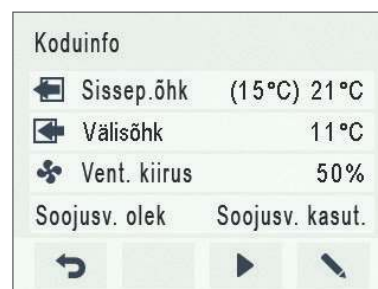 Koduinfo
Sissep.õhk (15°C) 21°C
Välisõhk 11°C
Vent. kiirus 50%
Soojusv. olek Soojusv. kasut.